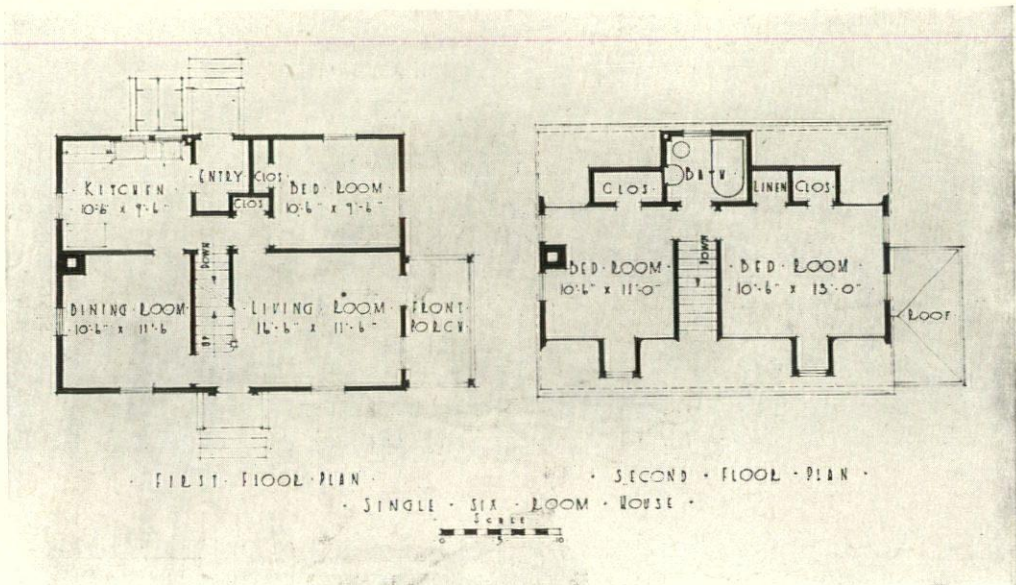 KITCHEN
10'-6" x 9'-6"
ENTRY
CLOS.
CLOS.
BED ROOM
10'-6" x 9'-6"
DOWN
UP
DINING ROOM
10'-6" x 11'-6"
LIVING ROOM
16'-6" x 11'-6"
FRONT
PORCH
FIRST · FLOOR · PLAN
BATH
CLOS.
LINEN
CLOS.
BED ROOM
10'-6" x 11'-0"
DOWN
BED ROOM
10'-6" x 13'-0"
ROOF
· SECOND · FLOOR · PLAN ·
· SINGLE · SIX · ROOM · HOUSE ·
SCALE
0 5 10